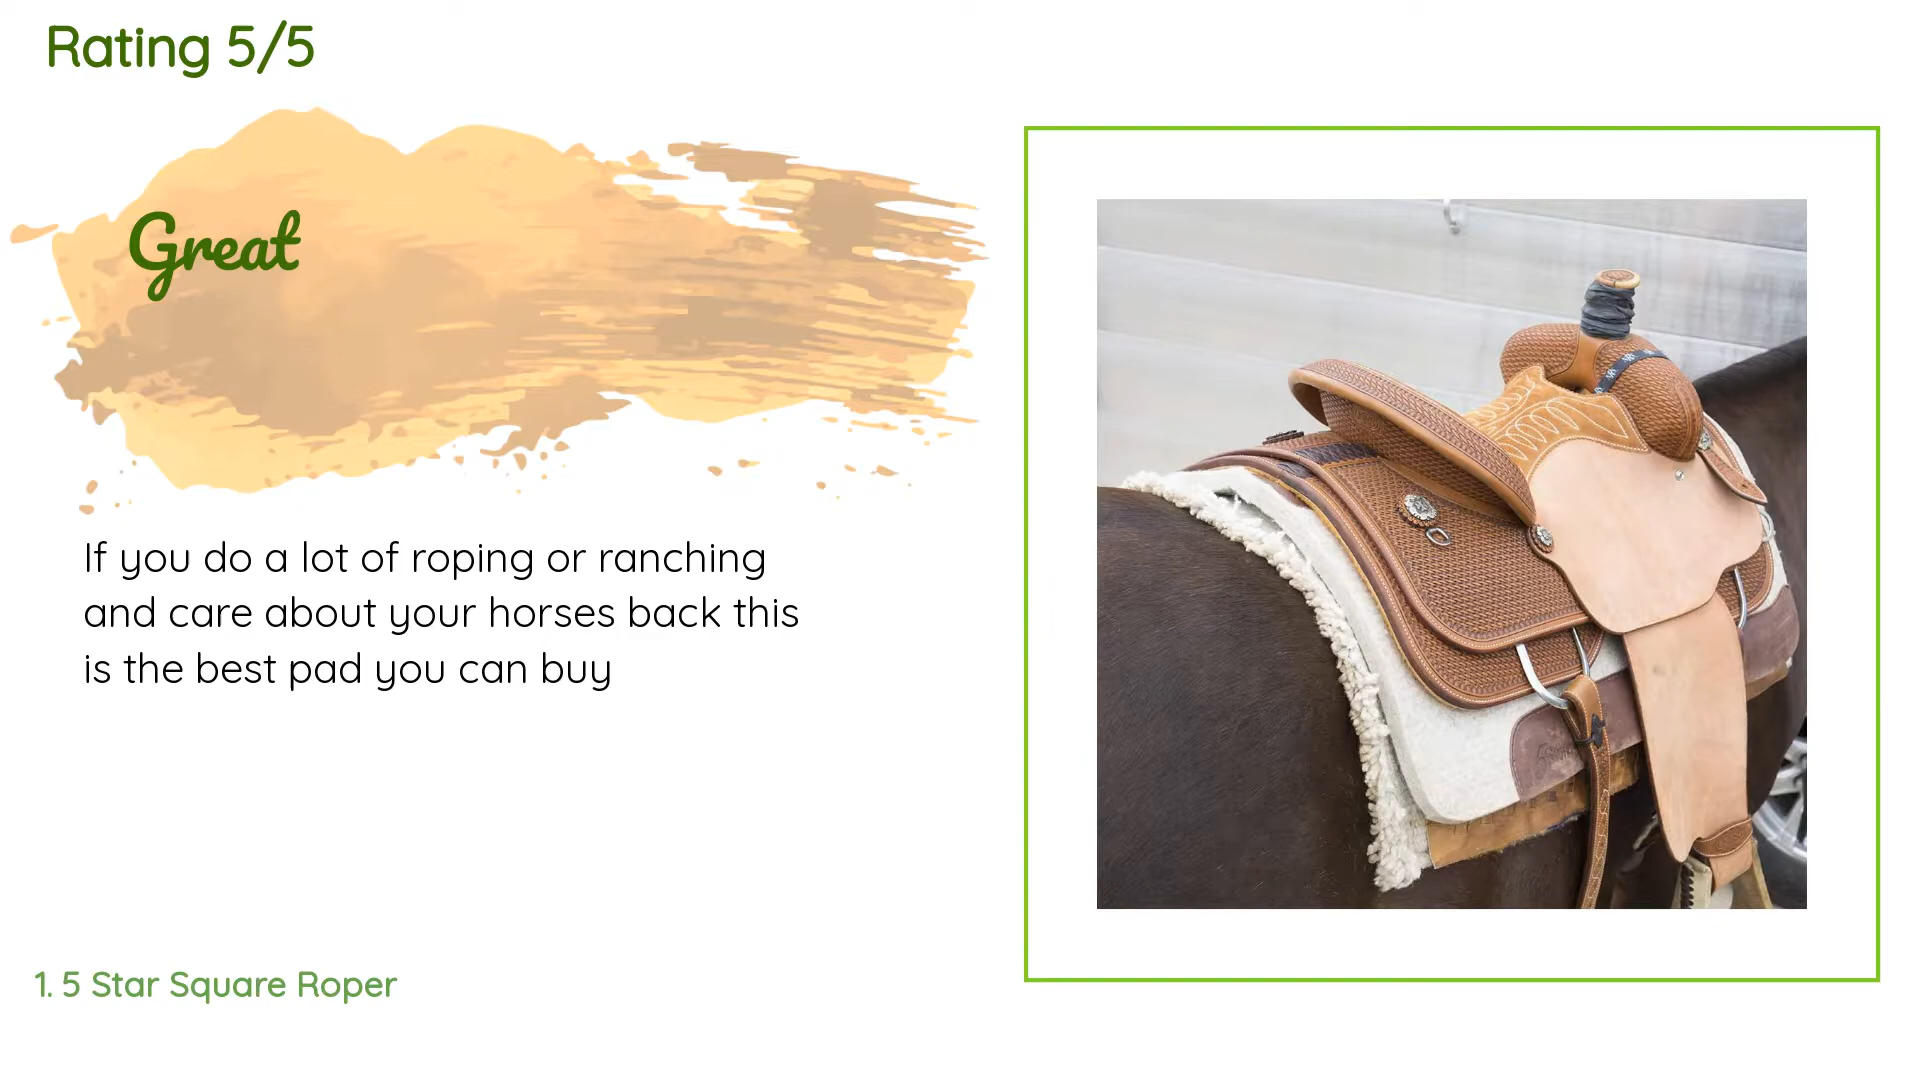 Rating 5/5
Great
If you do a lot of roping or ranching
and care about your horses back this
is the best pad you can buy
1. 5 Star Square Roper